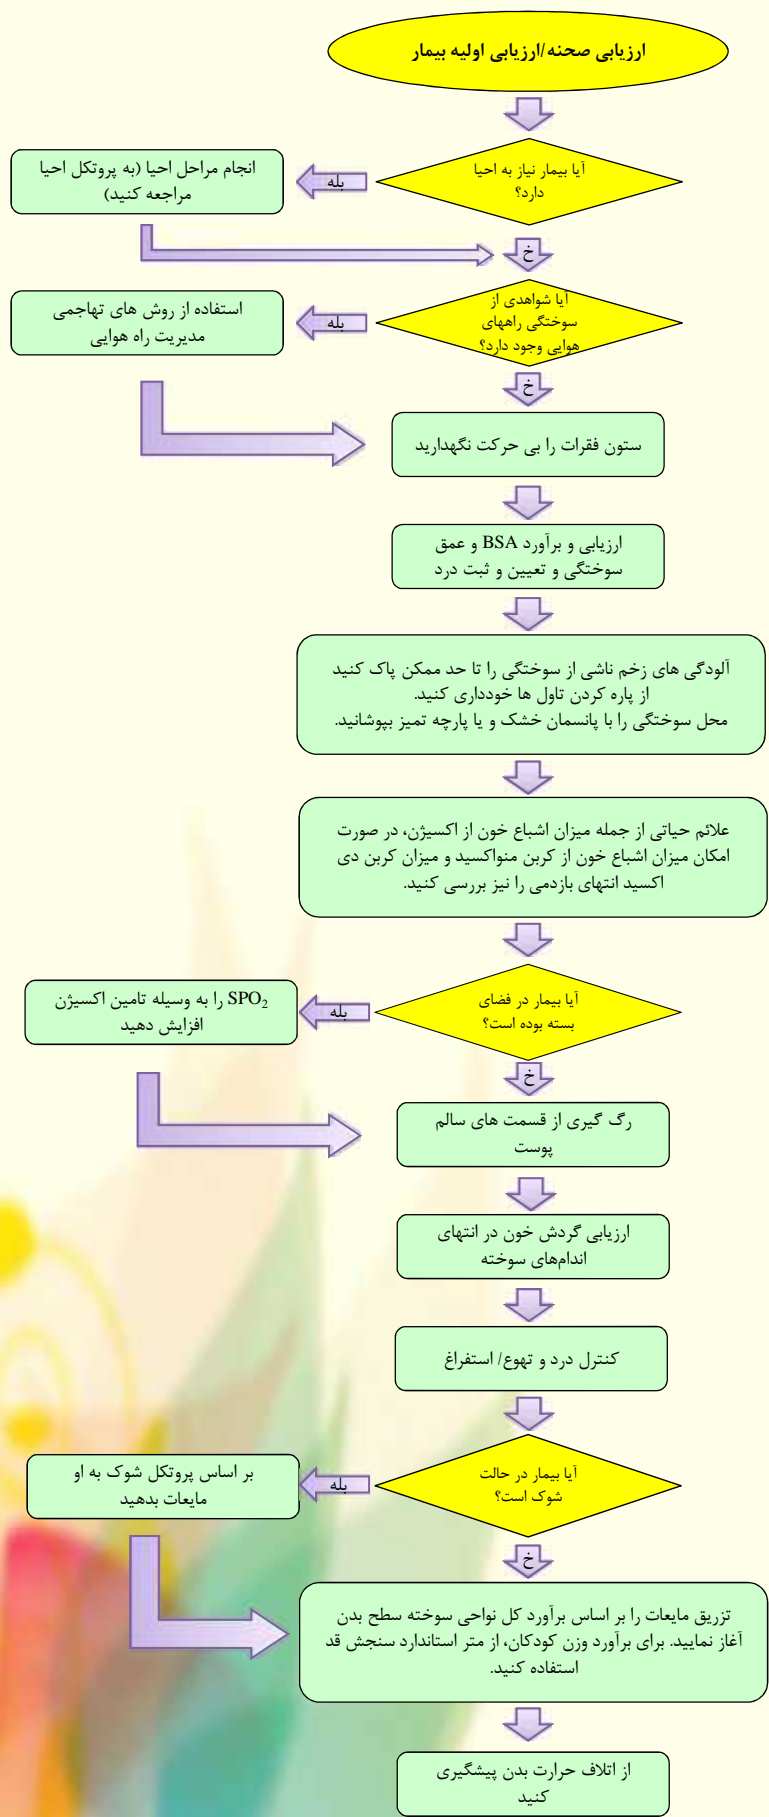 ارزیابی صحنه/ارزیابی اولیه بیمار
آیا بیمار نیاز به احیا
دارد؟
بله
انجام مراحل احیا (به پروتکل احیا
مراجعه کنید)
خ
آیا شواهدی از
سوختگی راههای
هوایی وجود دارد؟
بله
استفاده از روش های تهاجمی
مدیریت راه هوایی
خ
ستون فقرات را بی حرکت نگهدارید
ارزیابی و برآورد BSA و عمق
سوختگی و تعیین و ثبت درد
آلودگی های زخم ناشی از سوختگی را تا حد ممکن پاک کنید
از پاره کردن تاول ها خودداری کنید.
محل سوختگی را با پانسمان خشک و یا پارچه تمیز بپوشانید.
علائم حیاتی از جمله میزان اشباع خون از اکسیژن، در صورت
امکان میزان اشباع خون از کربن منواکسید و میزان کربن دی
اکسید انتهای بازدمی را نیز بررسی کنید.
آیا بیمار در فضای
بسته بوده است؟
بله
SPO2 را به وسیله تامین اکسیژن
افزایش دهید
خ
رگ گیری از قسمت های سالم
پوست
ارزیابی گردش خون در انتهای
اندام‌های سوخته
کنترل درد و تهوع/ استفراغ
آیا بیمار در حالت
شوک است؟
بله
بر اساس پروتکل شوک به او
مایعات بدهید
خ
تزریق مایعات را بر اساس برآورد کل نواحی سوخته سطح بدن
آغاز نمایید. برای برآورد وزن کودکان، از متر استاندارد سنجش قد
استفاده کنید.
از اتلاف حرارت بدن پیشگیری
کنید